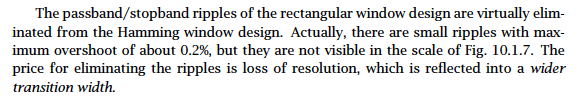 The passband/stopband ripples of the rectangular window design are virtually elim-
inated from the Hamming window design. Actually, there are small ripples with max-
imum overshoot of about 0.2%, but they are not visible in the scale of Fig. 10.1.7. The
price for eliminating the ripples is loss of resolution, which is reflected into a wider
transition width.